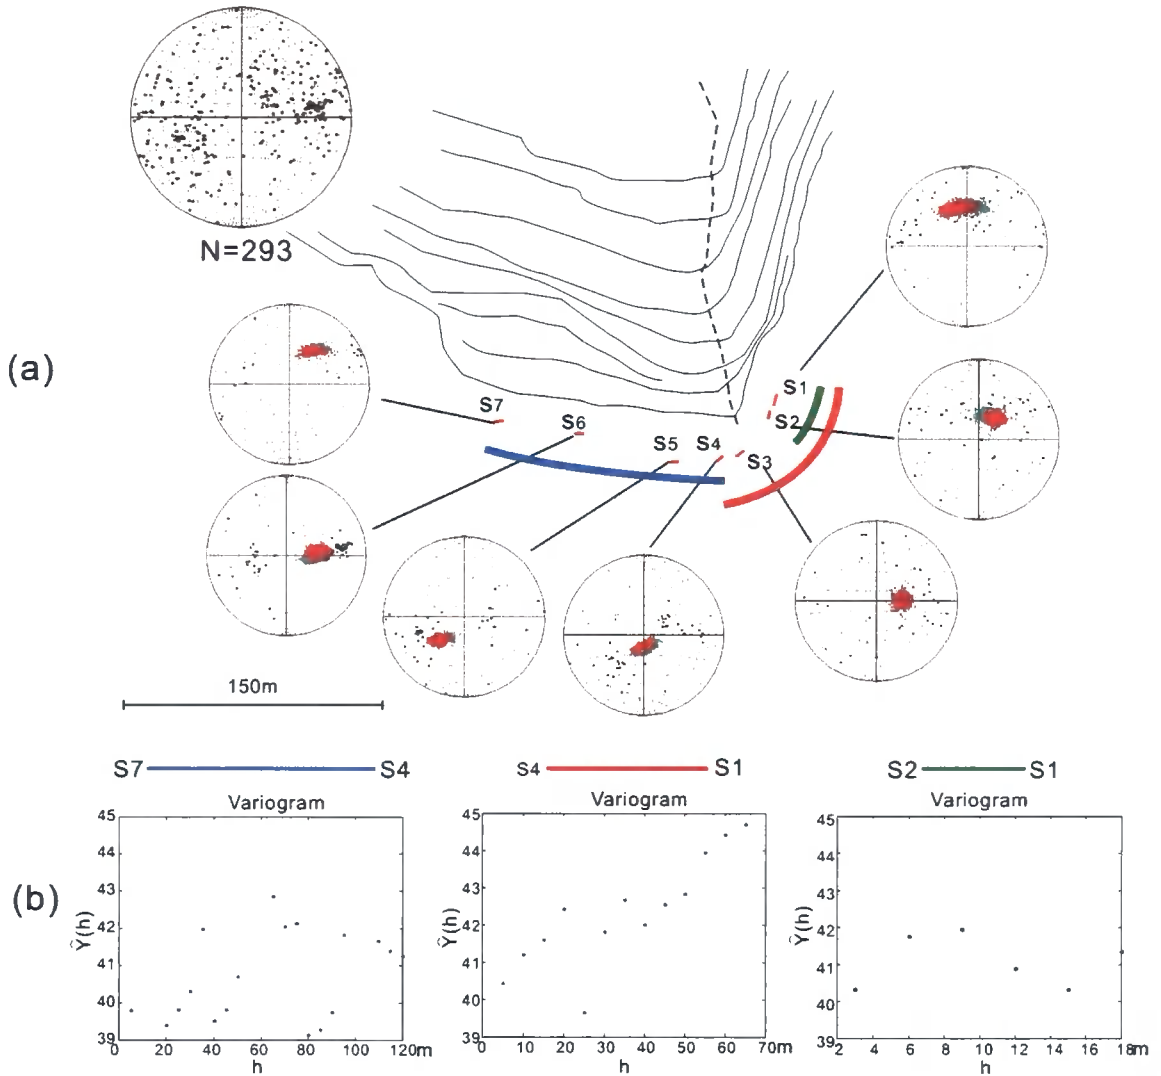 N=293
(a)
S1
S2
S7
S6
S5 S4
S3
150m
S7 S4
S4 S1
S2 S1
Variogram
Variogram
Variogram
(b)
Ŷ(h)
45
44
43
42
41
40
39
0 20 40 60 80 100 120m
h
Ŷ(h)
45
44
43
42
41
40
39
0 10 20 30 40 50 60 70m
h
Ŷ(h)
45
44
43
42
41
40
39
2 4 6 8 10 12 14 16 18m
h